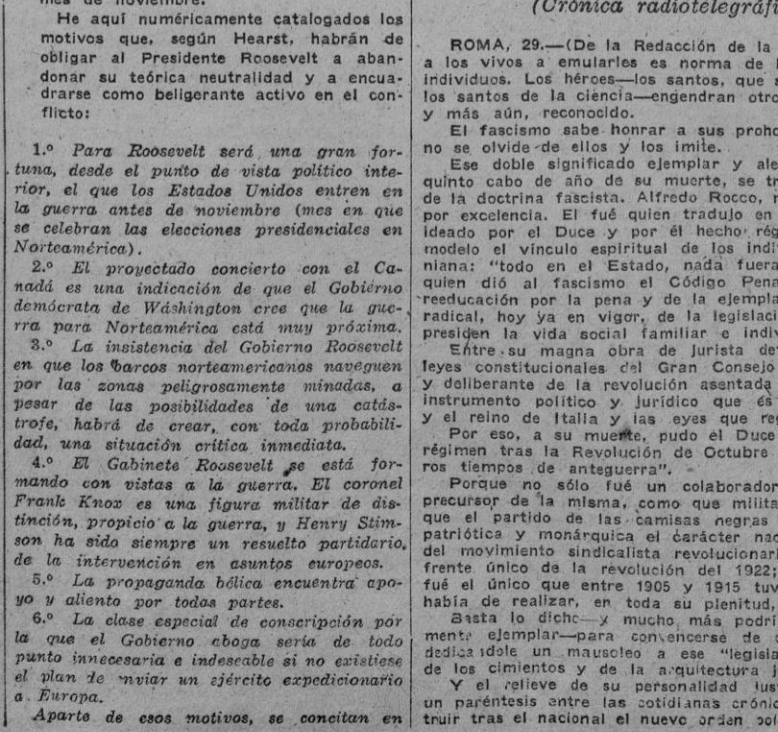 mes de noviembre.
He aquí numéricamente catalogados los
motivos que, según Hearst, habrán de
obligar al Presidente Roosevelt a aban-
donar su teórica neutralidad y a encua-
drarse como beligerante activo en el con-
flicto:
1.º Para Roosevelt será una gran for-
tuna, desde el punto de vista político inte-
rior, el que los Estados Unidos entren en
la guerra antes de noviembre (mes en que
se celebran las elecciones presidenciales en
Norteamérica).
2.º El proyectado concierto con el Ca-
nadá es una indicación de que el Gobierno
demócrata de Wáshington cree que la gue-
rra para Norteamérica está muy próxima.
3.º La insistencia del Gobierno Roosevelt
en que los barcos norteamericanos naveguen
por las zonas peligrosamente minadas, a
pesar de las posibilidades de una catás-
trofe, habrá de crear, con toda probabili-
dad, una situación crítica inmediata.
4.º El Gabinete Roosevelt se está for-
mando con vistas a la guerra. El coronel
Frank Knox es una figura militar de dis-
tinción, propicio a la guerra, y Henry Stim-
son ha sido siempre un resuelto partidario
de la intervención en asuntos europeos.
5.º La propaganda bélica encuentra apo-
yo y aliento por todas partes.
6.º La clase especial de conscripción por
la que el Gobierno aboga sería de todo
punto innecesaria e indeseable si no existiese
el plan de enviar un ejército expedicionario
a Europa.
Aparte de esos motivos, se concitan en
(Crónica radiotelegráfi
ROMA, 29.—(De la Redacción de la
a los vivos a emularles es norma de
individuos. Los héroes—los santos, que s
los santos de la ciencia—engendran otro
y más aún, reconocido.
El fascismo sabe honrar a sus proho
no se olvide de ellos y los imite.
Ese doble significado ejemplar y ale
quinto cabo de año de su muerte, se tr
de la doctrina fascista. Alfredo Rocco,
por excelencia. El fué quien tradujo en
ideado por el Duce y por él hecho rég
modelo el vínculo espiritual de los indi
niana: "todo en el Estado, nada fuera
quien dió al fascismo el Código Pena
reeducación por la pena y de la ejempla
radical, hoy ya en vigor, de la legislaci
presiden la vida social familiar e indiv
Entre su magna obra de jurista de
leyes constitucionales del Gran Consejo
y deliberante de la revolución asentada
instrumento político y jurídico que és
y el reino de Italia y las eyes que re
Por eso, a su muerte, pudo el Duce
régimen tras la Revolución de Octubre
ros tiempos de anteguerra".
Porque no sólo fué un colaborador
precursor de la misma, como que milita
que el partido de las camisas negras
patriótica y monárquica el carácter nac
del movimiento sindicalista revolucionari
frente único de la revolución del 1922;
fué el único que entre 1905 y 1915 tuv
había de realizar, en toda su plenitud,
Basta lo dicho—y mucho más podrí
mente ejemplar—para convencerse de
dedicándole un mausoleo a ese "legisla
de los cimientos y de la arquitectura j
Y el relieve de su personalidad jus
un paréntesis entre las cotidianas crónic
truir tras el nacional el nuevo orden